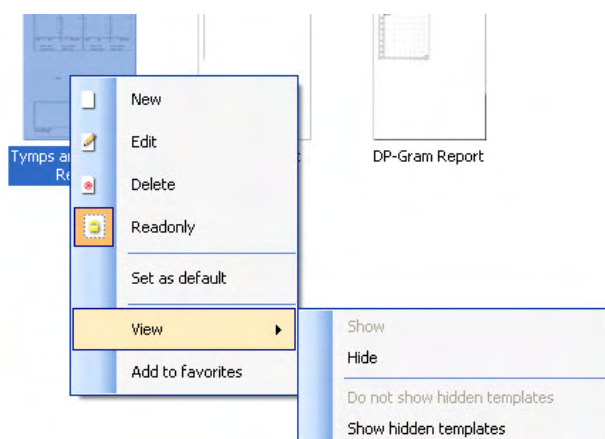 New
Edit
Tymps a
DP-Gram Report
Re
Delete
Readonly
Set as default
View
Show
Hide
Add to favorites
Do not show hidden templates
Show hidden templates